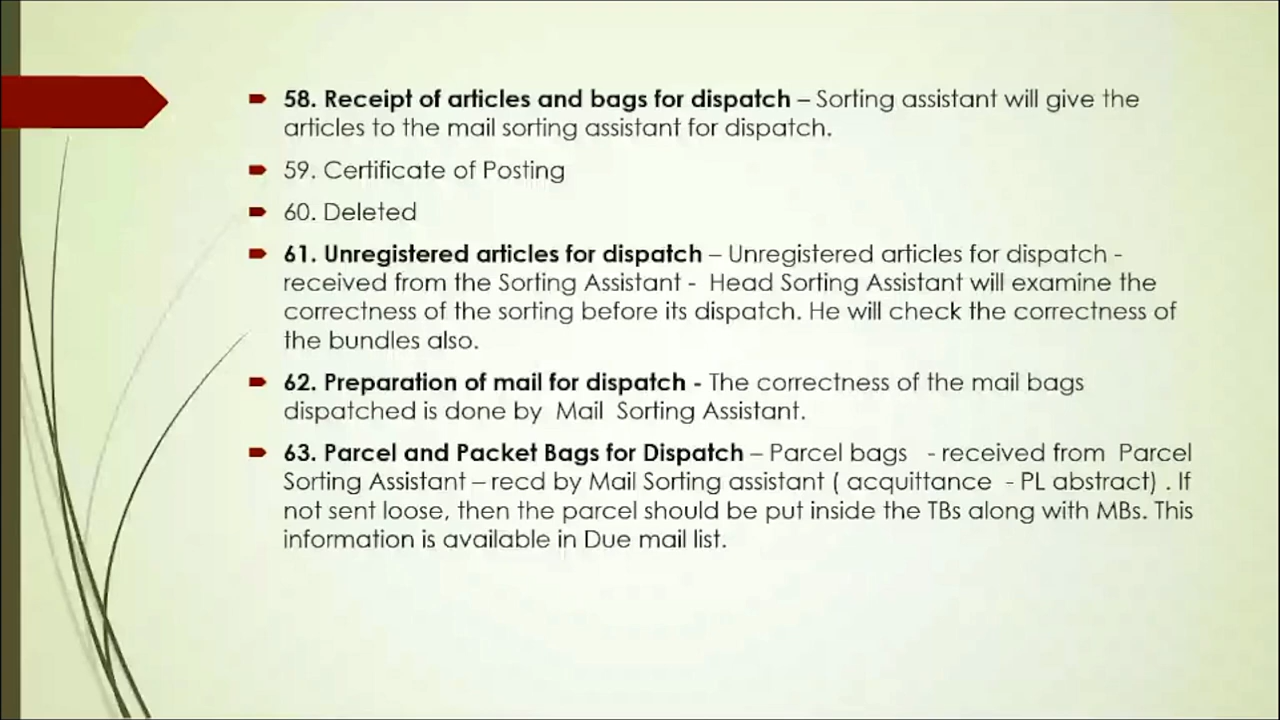 58. Receipt of articles and bags for dispatch – Sorting assistant will give the
articles to the mail sorting assistant for dispatch.
59. Certificate of Posting
60. Deleted
61. Unregistered articles for dispatch – Unregistered articles for dispatch -
received from the Sorting Assistant - Head Sorting Assistant will examine the
correctness of the sorting before its dispatch. He will check the correctness of
the bundles also.
62. Preparation of mail for dispatch - The correctness of the mail bags
dispatched is done by Mail Sorting Assistant.
63. Parcel and Packet Bags for Dispatch – Parcel bags - received from Parcel
Sorting Assistant – recd by Mail Sorting assistant ( acquittance - PL abstract) . If
not sent loose, then the parcel should be put inside the TBs along with MBs. This
information is available in Due mail list.